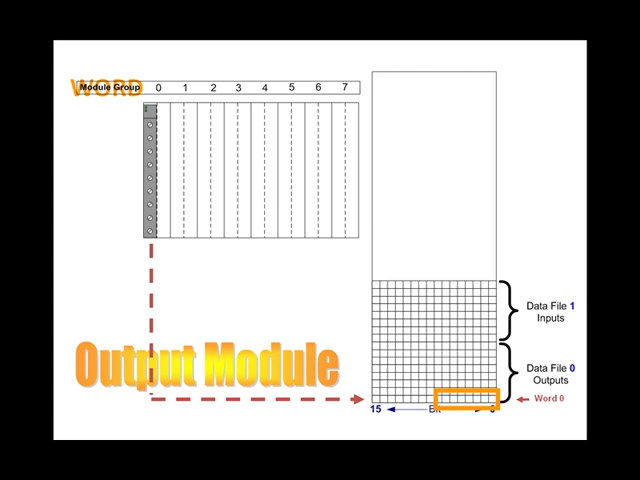 WORD
Module Group 0 1 2 3 4 5 6 7
Data File 1
Inputs
Output Module
Data File 0
Outputs
Word 0
15 Bit 0